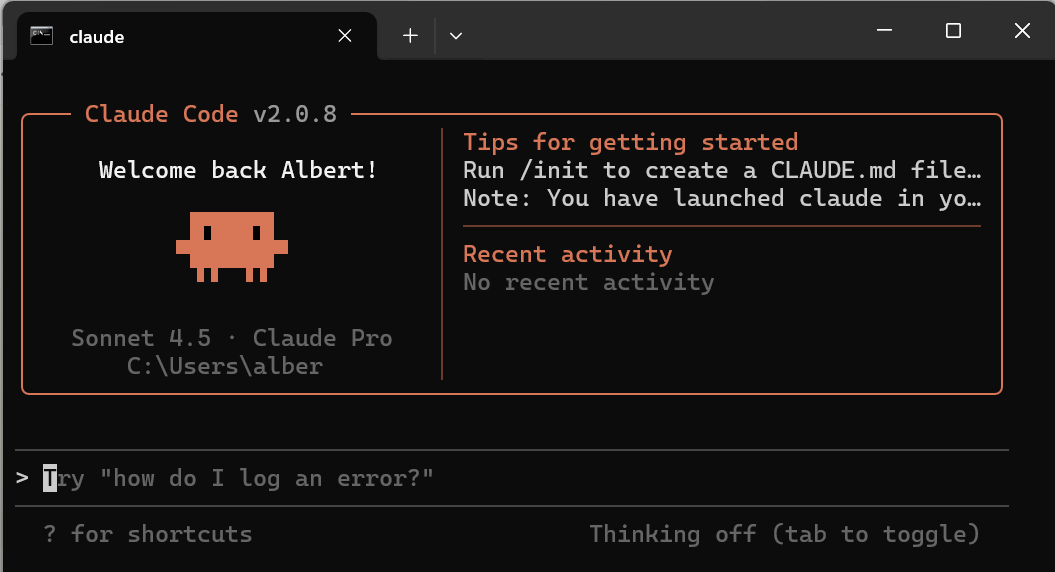 claude
Claude Code v2.0.8
Welcome back Albert!
Sonnet 4.5 · Claude Pro
C:\Users\alber
Tips for getting started
Run /init to create a CLAUDE.md file…
Note: You have launched claude in yo…
Recent activity
No recent activity
> Try "how do I log an error?"
? for shortcuts
Thinking off (tab to toggle)